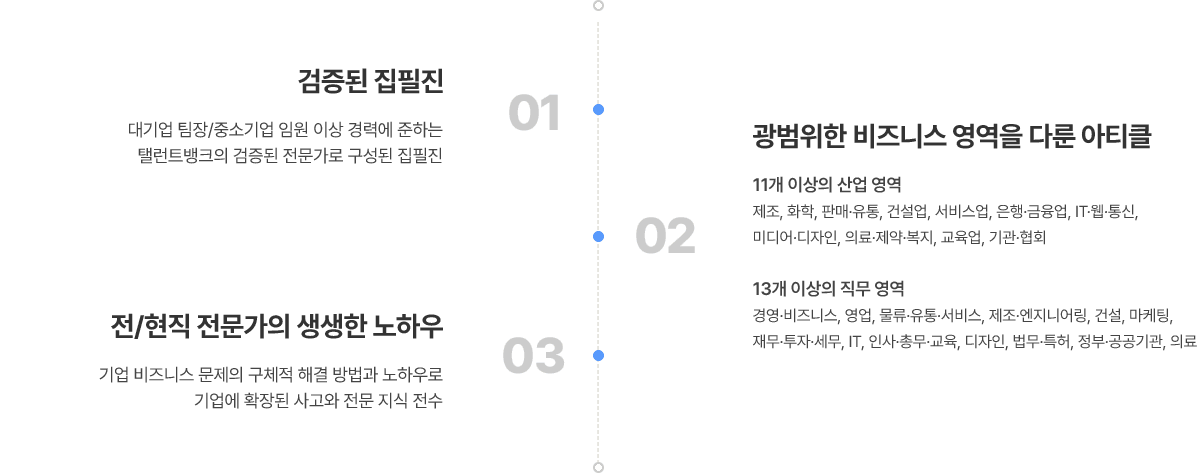 검증된 집필진
01
대기업 팀장/중소기업 임원 이상 경력에 준하는
탤런트뱅크의 검증된 전문가로 구성된 집필진
광범위한 비즈니스 영역을 다룬 아티클
02
11개 이상의 산업 영역
제조, 화학, 판매·유통, 건설업, 서비스업, 은행·금융업, IT·웹·통신,
미디어·디자인, 의료·제약·복지, 교육업, 기관·협회
13개 이상의 직무 영역
경영·비즈니스, 영업, 물류·유통·서비스, 제조·엔지니어링, 건설, 마케팅,
재무·투자·세무, IT, 인사·총무·교육, 디자인, 법무·특허, 정부·공공기관, 의료
전/현직 전문가의 생생한 노하우
03
기업 비즈니스 문제의 구체적 해결 방법과 노하우로
기업에 확장된 사고와 전문 지식 전수